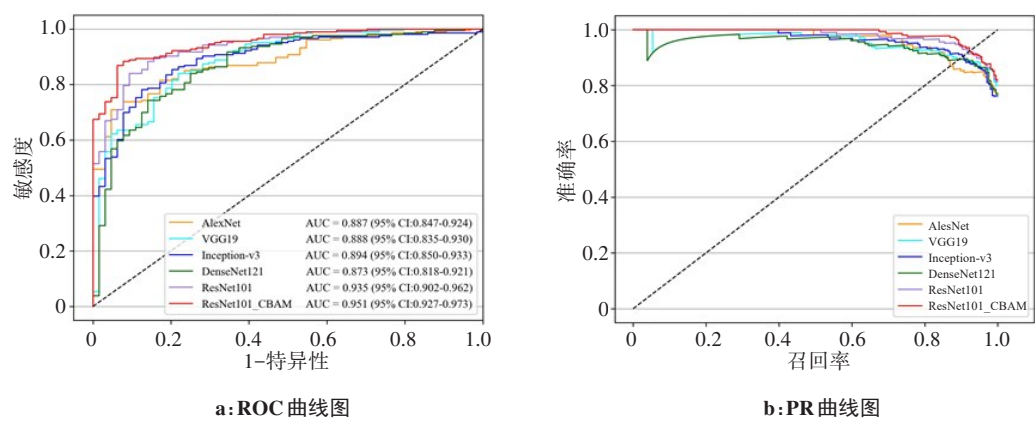 1.0
0.8
0.6
0.4
0.2
0
敏感度
AlexNet AUC = 0.887 (95% CI:0.847-0.924)
VGG19 AUC = 0.888 (95% CI:0.835-0.930)
Inception-v3 AUC = 0.894 (95% CI:0.850-0.933)
DenseNet121 AUC = 0.873 (95% CI:0.818-0.921)
ResNet101 AUC = 0.935 (95% CI:0.902-0.962)
ResNet101_CBAM AUC = 0.951 (95% CI:0.927-0.973)
0 0.2 0.4 0.6 0.8 1.0
1-特异性
a:ROC曲线图
1.0
0.8
0.6
0.4
0.2
0
准确率
AlesNet
VGG19
Inception-v3
DenseNet121
ResNet101
ResNet101_CBAM
0 0.2 0.4 0.6 0.8 1.0
召回率
b:PR曲线图